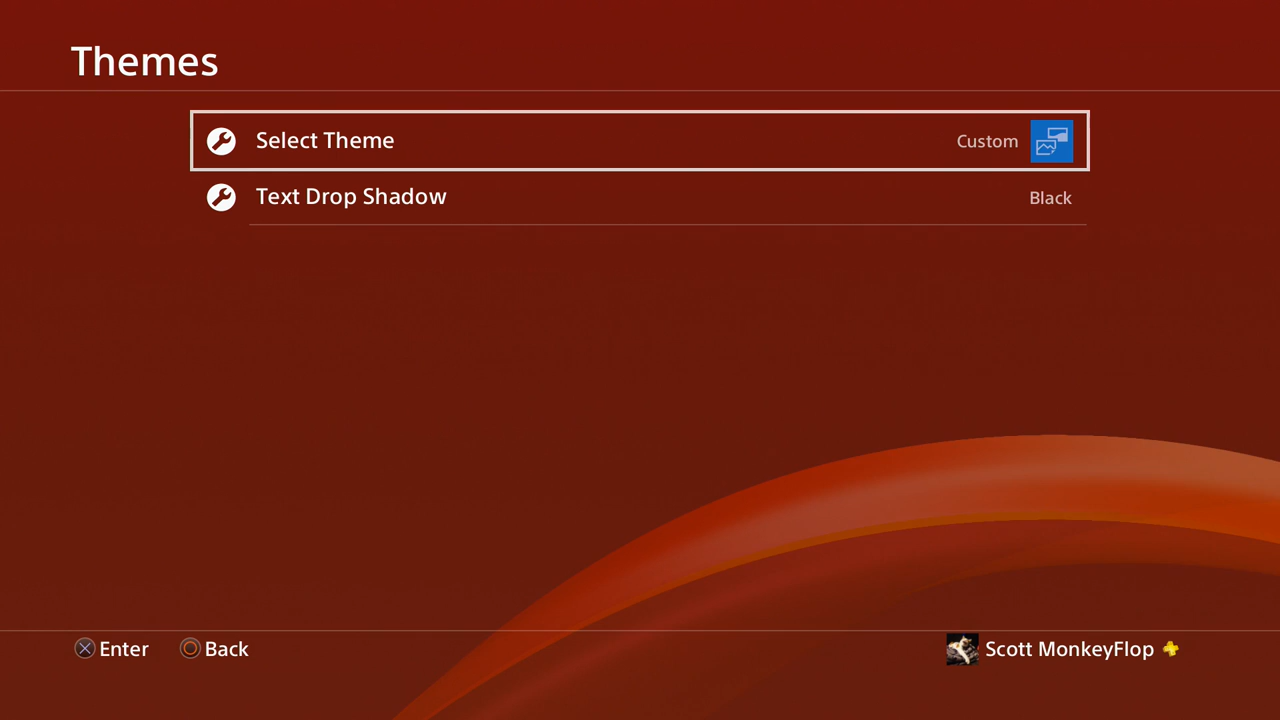 Themes
Select Theme Custom
Text Drop Shadow Black
Enter Back Scott MonkeyFlop